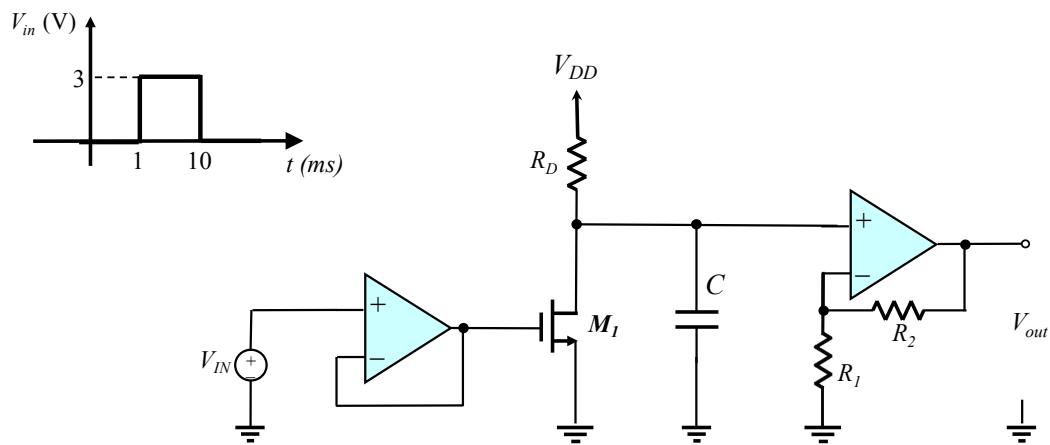 V_in (V)
3
1
10
t (ms)
V_DD
R_D
+
−
V_IN
+
−
M_1
C
+
−
R_2
R_1
V_out